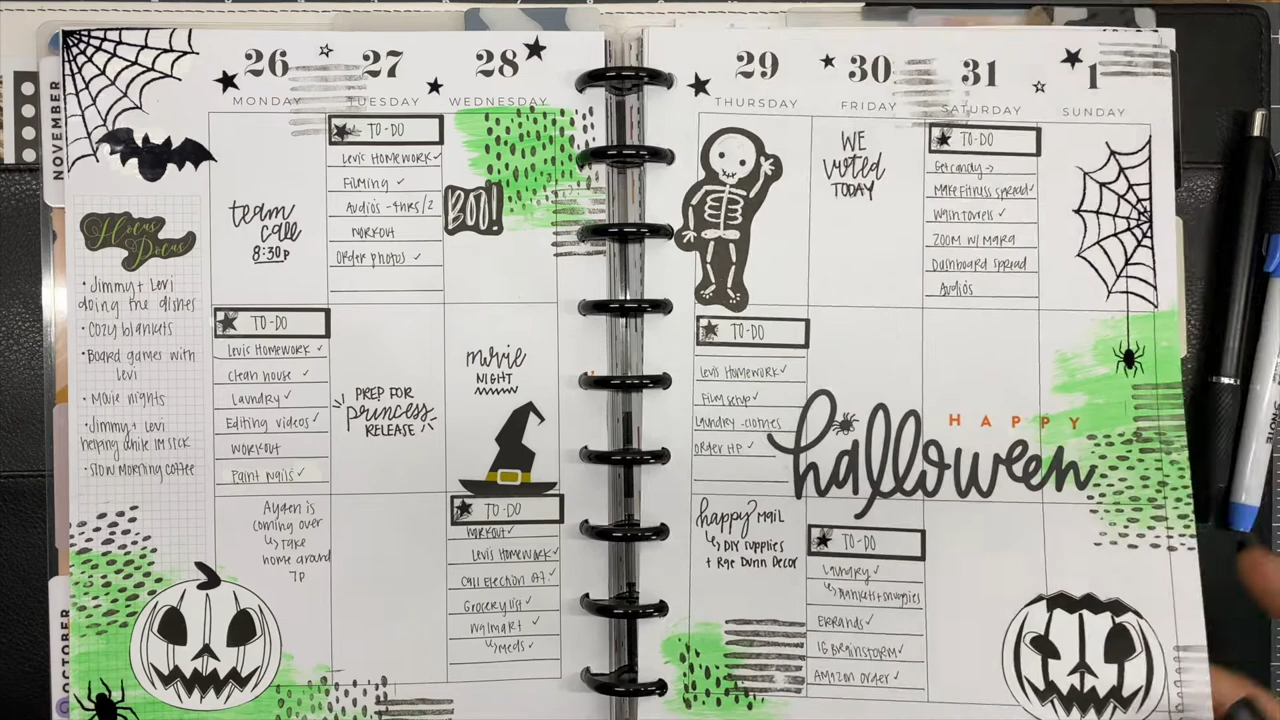 NOVEMBER
26
MONDAY
27
TUESDAY
28
WEDNESDAY
Hocus
Pocus
• Jimmy + Levi
doing the dishes
• Cozy blankets
• Board games with
Levi
• Movie nights
• Jimmy + Levi
helping while I'm sick
• Slow morning coffee
team
call
8:30p
TO-DO
Levis Homework ✓
Clean house ✓
Laundry ✓
Editing videos ✓
Workout
Paint nails ✓
Ayden is
coming over
↳ Take
home around
7p
TO-DO
Levis Homework ✓
Filming ✓
Audios - 4hrs/2
Workout
Order photos ✓
PREP FOR
princess
RELEASE
BOO!
movie
NIGHT
TO-DO
Workout ✓
Levis Homework ✓
Call Election Of. ✓
Grocery list ✓
Walmart ✓
↳ Meds ✓
OCTOBER
29
THURSDAY
30
FRIDAY
31
SATURDAY
1
SUNDAY
TO-DO
Levis Homework ✓
Film setup ✓
Laundry - clothes
Order HP ✓
happy MAIL
↳ DIY supplies
+ Rae Dunn Decor
WE
voted
TODAY
TO-DO
Laundry ✓
Errands ✓
IG Brainstorm ✓
Amazon order ✓
TO-DO
Get candy →
Make Fitness spread ✓
Wash towels ✓
Zoom w/ Mara
Dashboard spread
Audios
HAPPY
halloween
NOTE